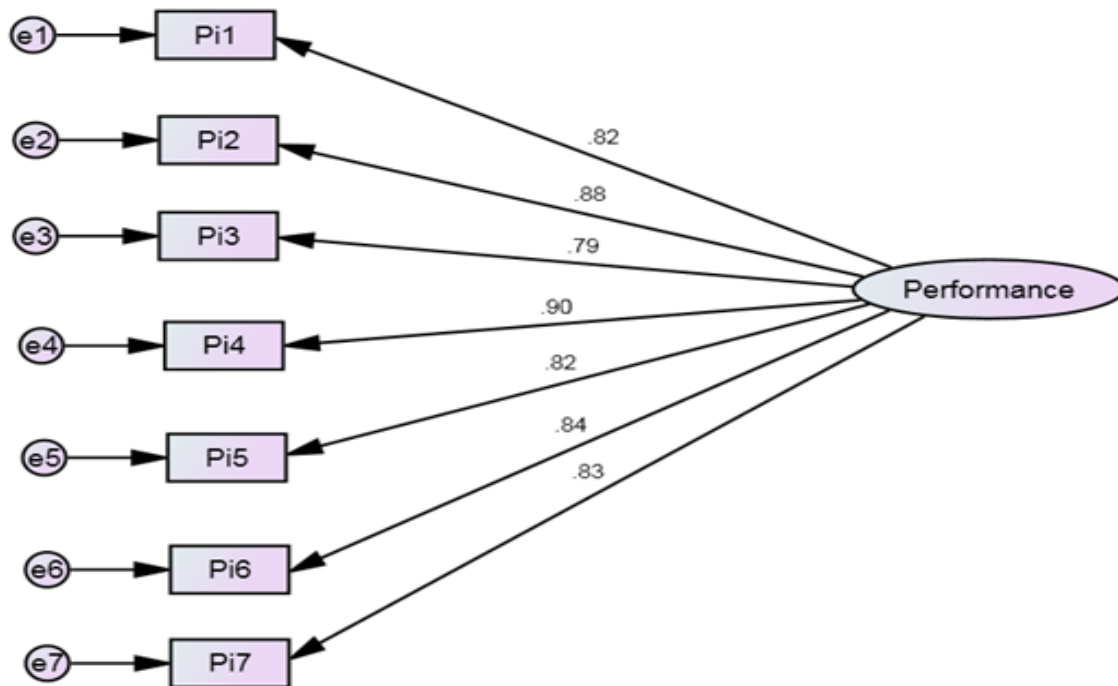 e1 Pi1
.82
e2 Pi2
.88
e3 Pi3
.79
Performance
.90
e4 Pi4
.82
.84
e5 Pi5
.83
e6 Pi6
e7 Pi7